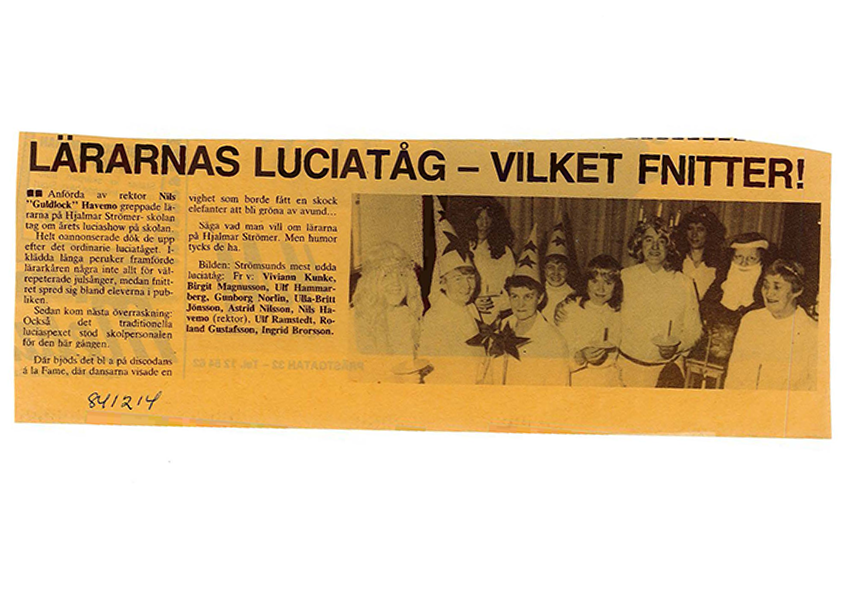 LÄRARNAS LUCIATÅG – VILKET FNITTER!
Anförda av rektor Nils
"Guldlock" Havemo greppade lä-
rarna på Hjalmar Strömer- skolan
tag om årets luciashow på skolan.
Helt oannonserade dök de upp
efter det ordinarie luciatåget. I-
klädda långa peruker framförde
lärarkåren några inte allt för väl-
repeterade julsånger, medan fnitt-
ret spred sig bland eleverna i pub-
liken.
Sedan kom nästa överraskning:
Också det traditionella
luciaspexet stod skolpersonalen
för den här gången.
Där bjöds det bl a på discodans
á la Fame, där dansarna visade en
vighet som borde fått en skock
elefanter att bli gröna av avund...
Säga vad man vill om lärarna
på Hjalmar Strömer. Men humor
tycks de ha.
Bilden: Strömsunds mest udda
luciatåg: Fr v Viviann Kunke,
Birgit Magnusson, Ulf Hammar-
berg, Gunborg Norlin, Ulla-Britt
Jönsson, Astrid Nilsson, Nils Ha-
vemo (rektor), Ulf Ramstedt, Ro-
land Gustafsson, Ingrid Brorsson.
841214